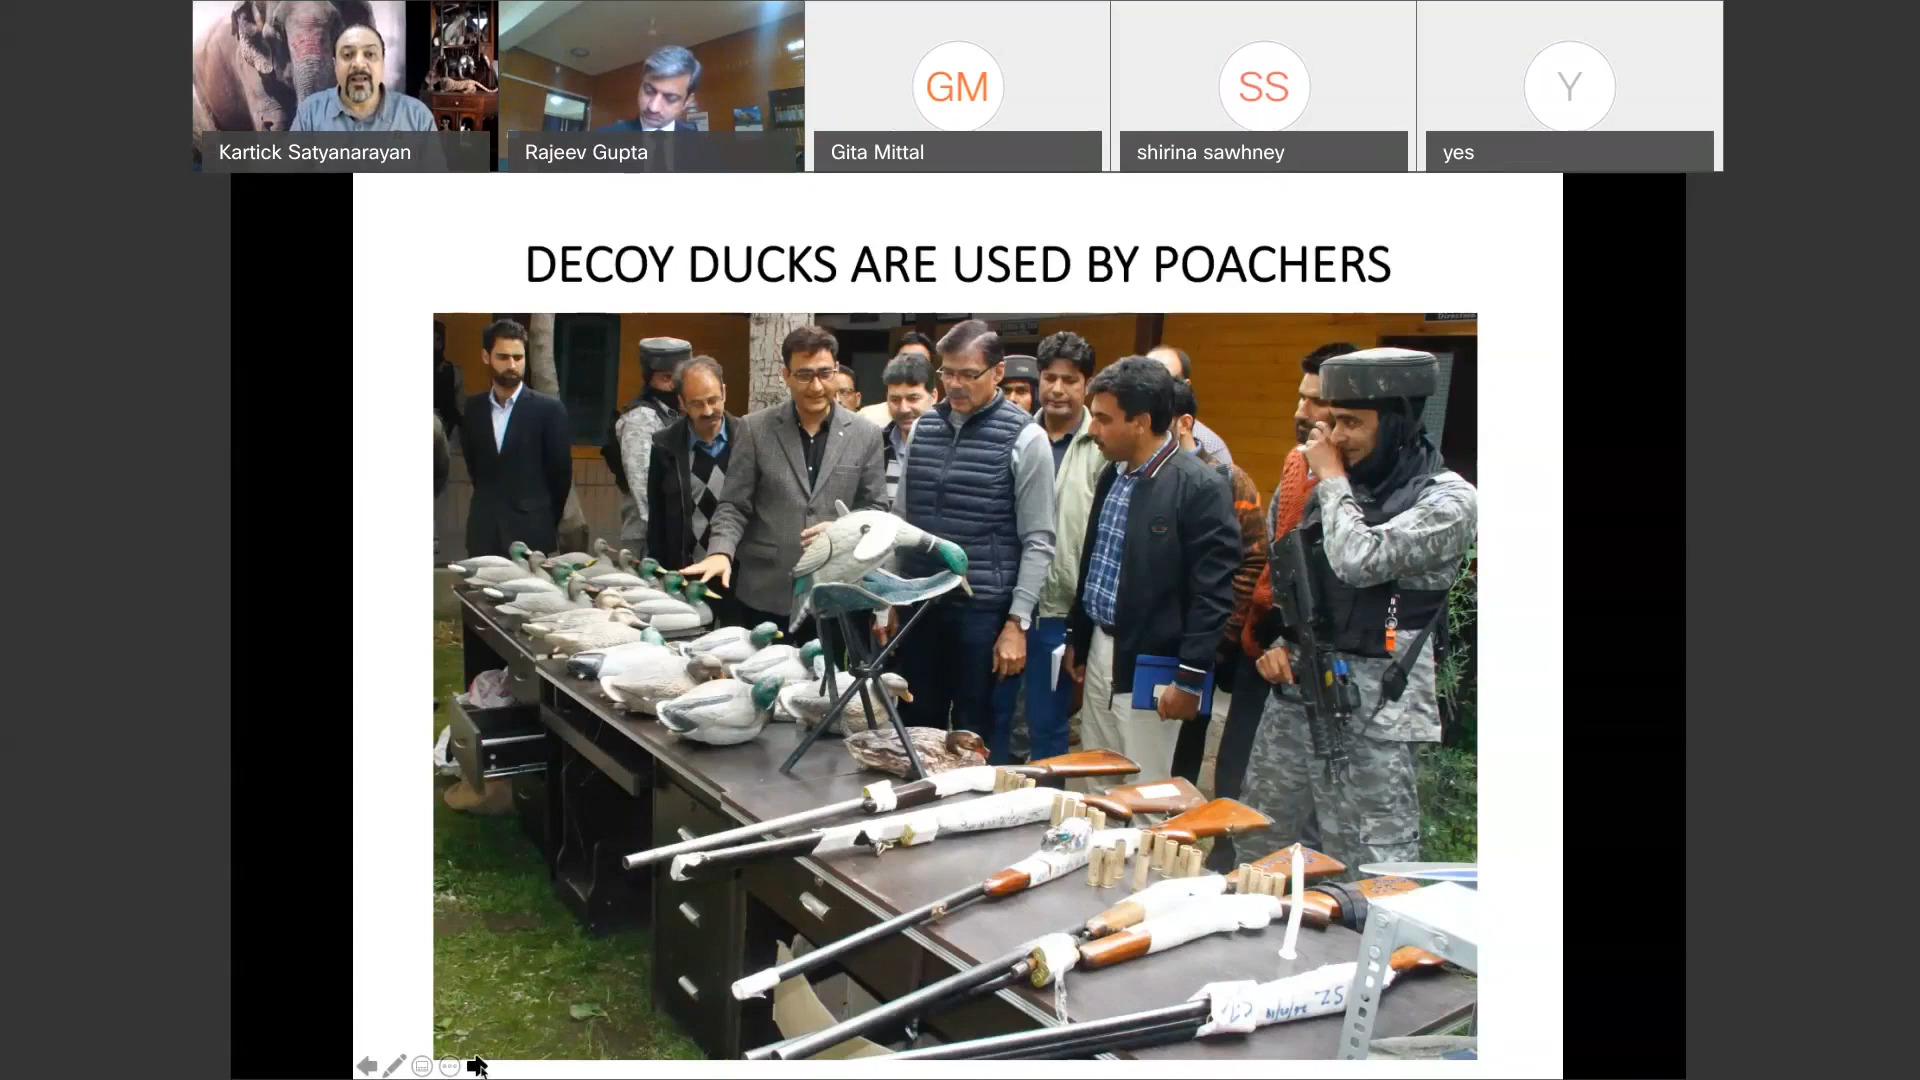 Kartick Satyanarayan
Rajeev Gupta
GM
Gita Mittal
SS
shirina sawhney
Y
yes
DECOY DUCKS ARE USED BY POACHERS